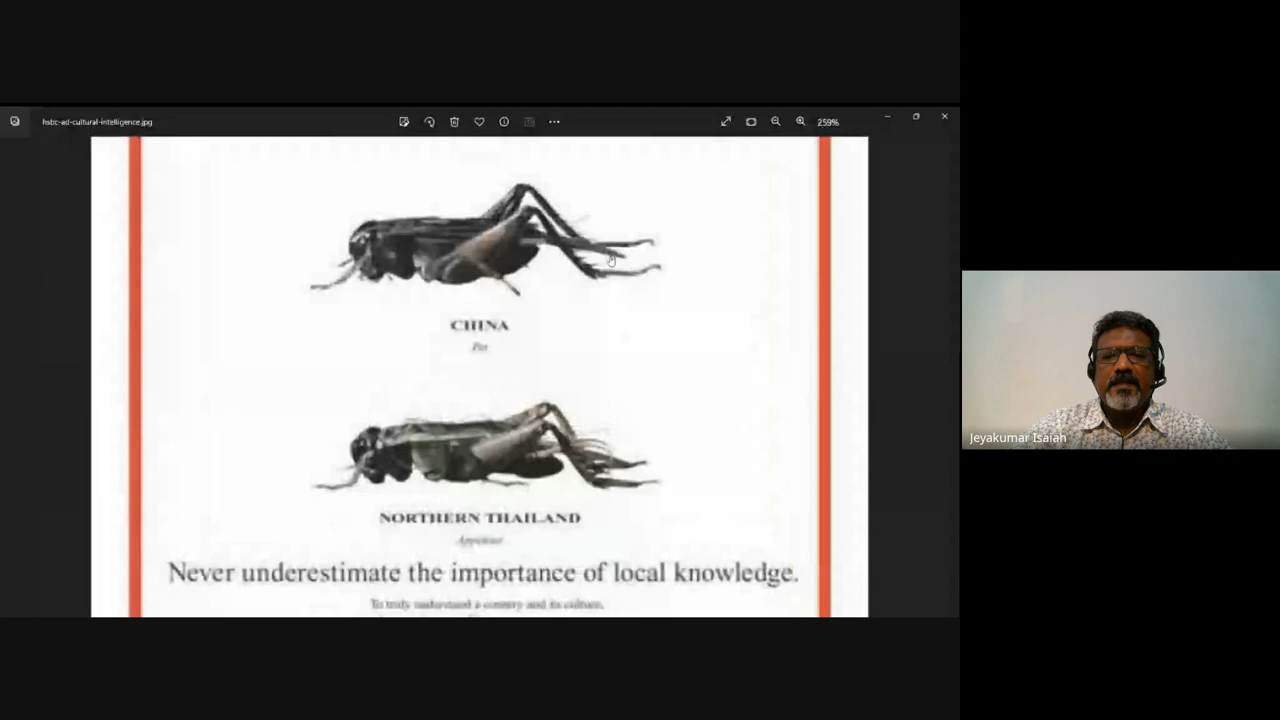 hsbc-ad-cultural-intelligence.jpg
259%
CHINA
Pet
NORTHERN THAILAND
Appetiser
Never underestimate the importance of local knowledge.
To truly understand a country and its culture,
Jeyakumar Isaiah